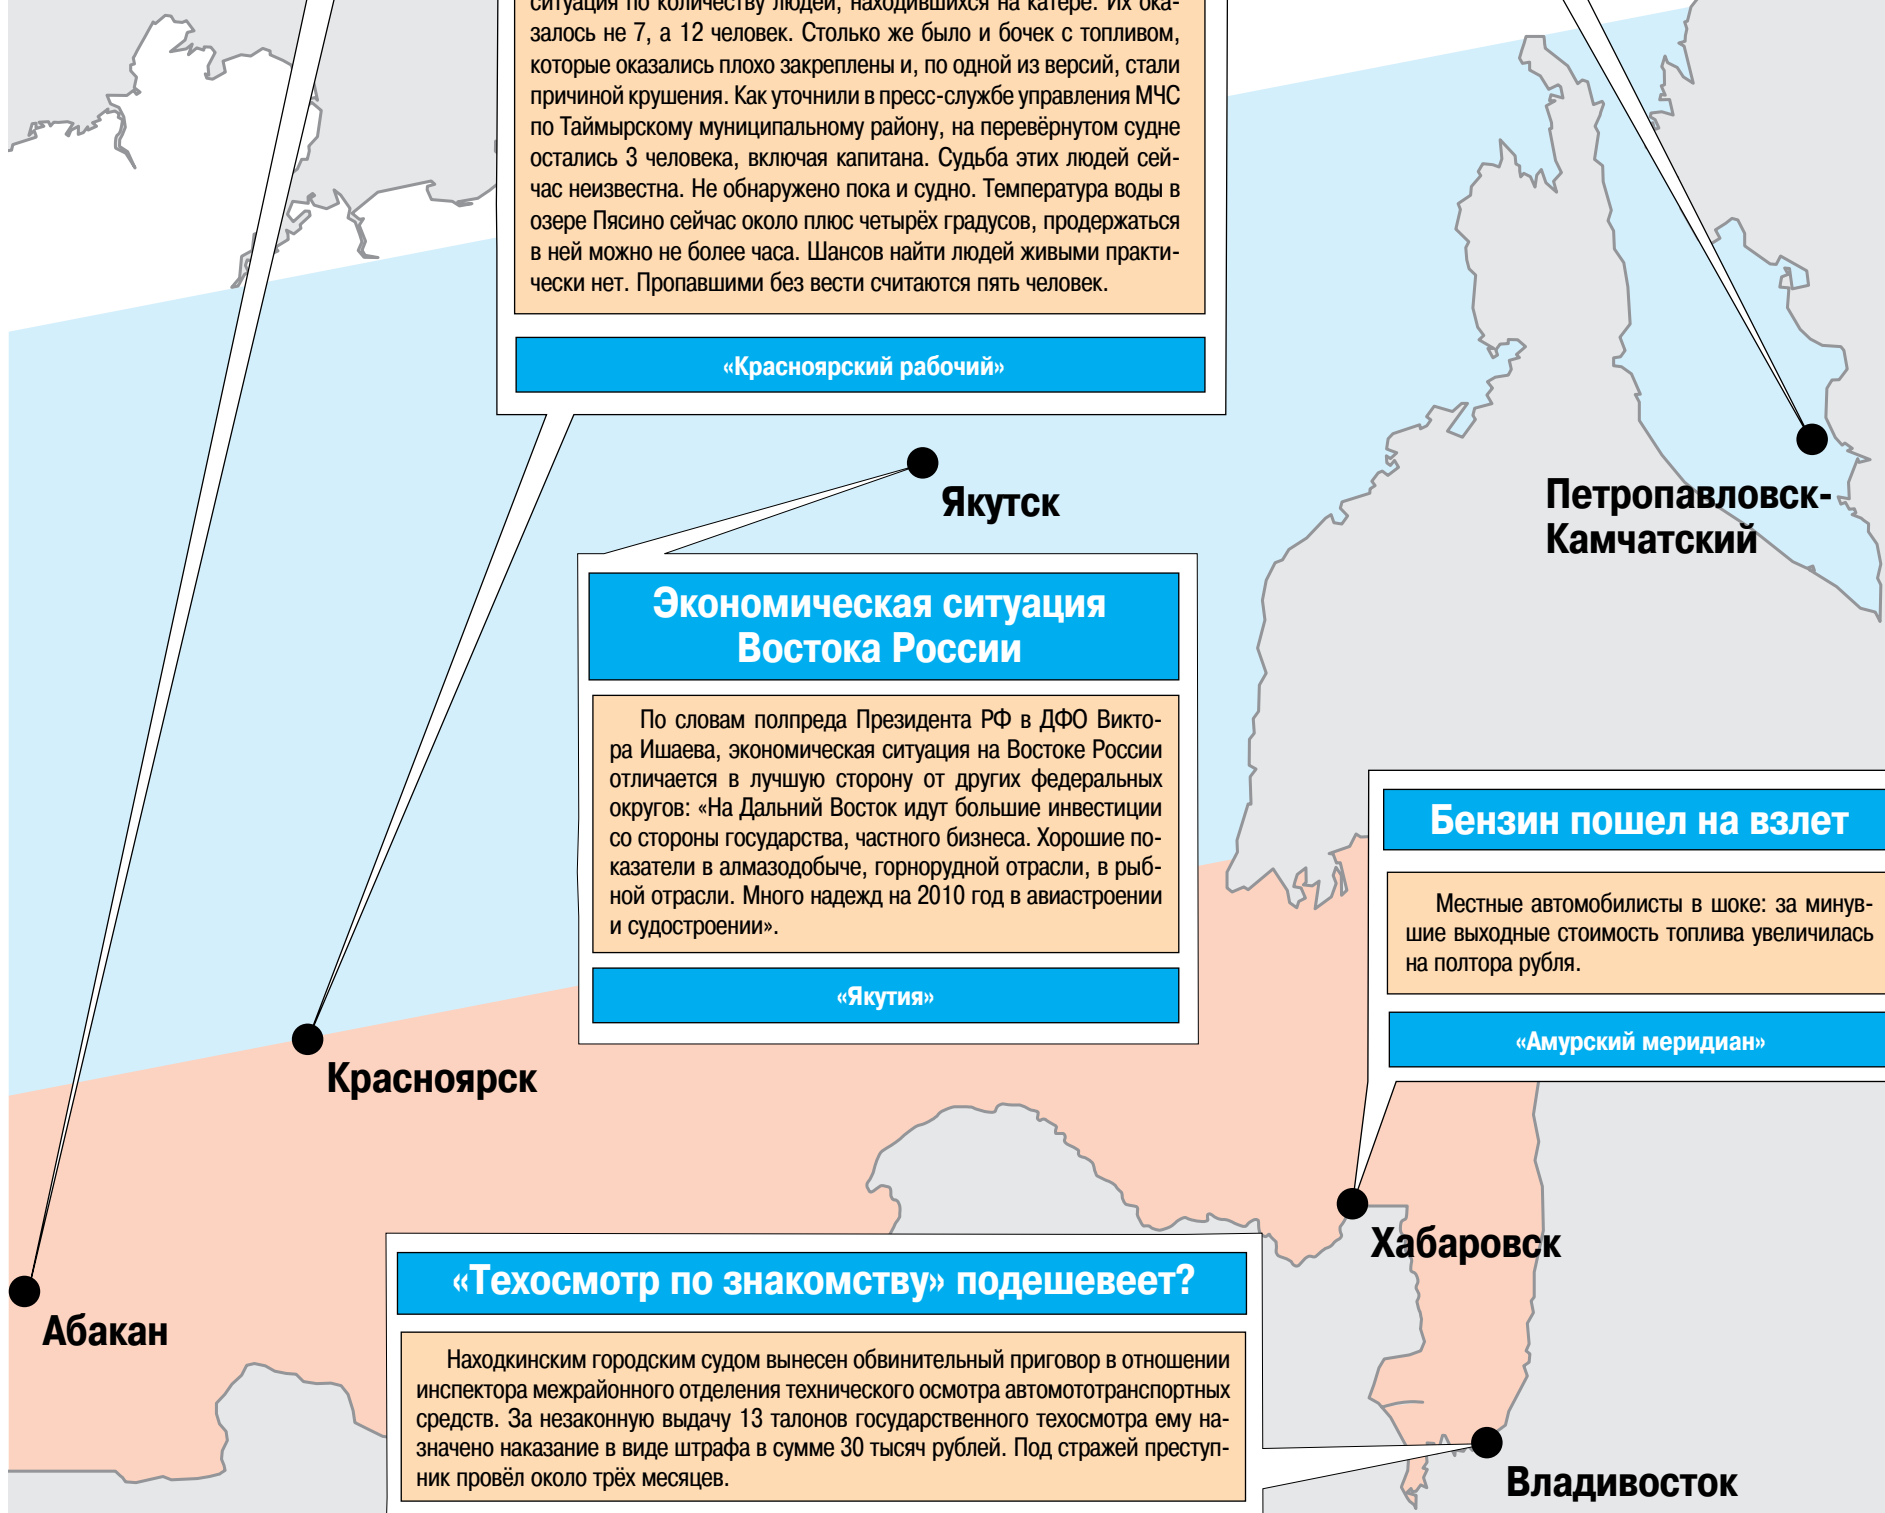 ситуация по количеству людей, находившихся на катере. Их ока-
залось не 7, а 12 человек. Столько же было и бочек с топливом,
которые оказались плохо закреплены и, по одной из версий, стали
причиной крушения. Как уточнили в пресс-службе управления МЧС
по Таймырскому муниципальному району, на перевёрнутом судне
остались 3 человека, включая капитана. Судьба этих людей сей-
час неизвестна. Не обнаружено пока и судно. Температура воды в
озере Пясино сейчас около плюс четырёх градусов, продержаться
в ней можно не более часа. Шансов найти людей живыми практи-
чески нет. Пропавшими без вести считаются пять человек.
«Красноярский рабочий»
Якутск
Петропавловск-
Камчатский
Экономическая ситуация
Востока России
По словам полпреда Президента РФ в ДФО Викто-
ра Ишаева, экономическая ситуация на Востоке России
отличается в лучшую сторону от других федеральных
округов: «На Дальний Восток идут большие инвестиции
со стороны государства, частного бизнеса. Хорошие по-
казатели в алмазодобыче, горнорудной отрасли, в рыб-
ной отрасли. Много надежд на 2010 год в авиастроении
и судостроении».
«Якутия»
Бензин пошел на взлет
Местные автомобилисты в шоке: за минув-
шие выходные стоимость топлива увеличилась
на полтора рубля.
«Амурский меридиан»
Красноярск
Хабаровск
Абакан
«Техосмотр по знакомству» подешевеет?
Находкинским городским судом вынесен обвинительный приговор в отношении
инспектора межрайонного отделения технического осмотра автомототранспортных
средств. За незаконную выдачу 13 талонов государственного техосмотра ему на-
значено наказание в виде штрафа в сумме 30 тысяч рублей. Под стражей преступ-
ник провёл около трёх месяцев.
Владивосток